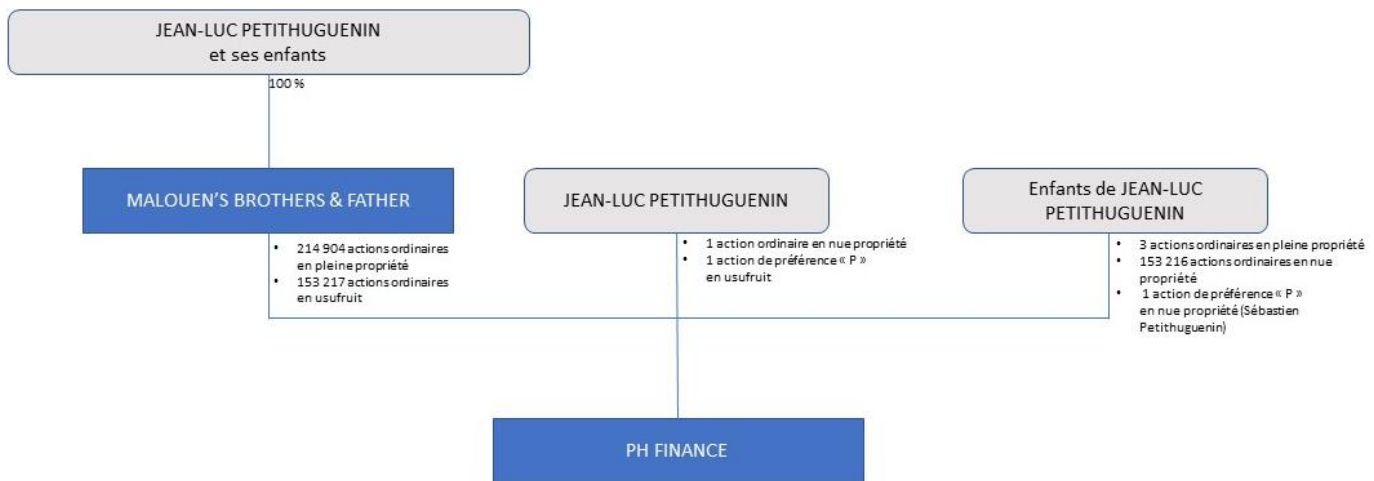 JEAN-LUC PETITHUGUENIN
et ses enfants
100 %
MALOUEN’S BROTHERS & FATHER
• 214 904 actions ordinaires
en pleine propriété
• 153 217 actions ordinaires
en usufruit
JEAN-LUC PETITHUGUENIN
• 1 action ordinaire en nue propriété
• 1 action de préférence « P »
en usufruit
Enfants de JEAN-LUC
PETITHUGUENIN
• 3 actions ordinaires en pleine propriété
• 153 216 actions ordinaires en nue
propriété
• 1 action de préférence « P »
en nue propriété (Sébastien
Petithuguenin)
PH FINANCE